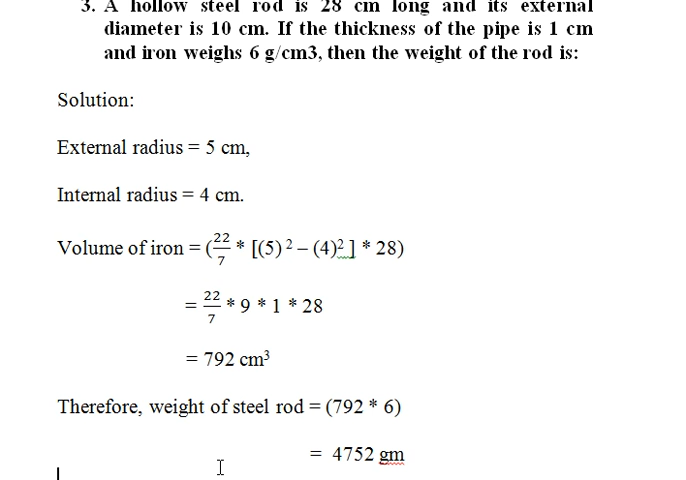 3. A hollow steel rod is 28 cm long and its external
diameter is 10 cm. If the thickness of the pipe is 1 cm
and iron weighs 6 g/cm3, then the weight of the rod is:
Solution:
External radius = 5 cm,
Internal radius = 4 cm.
Volume of iron = (22/7 * [(5)² – (4)²] * 28)
= 22/7 * 9 * 1 * 28
= 792 cm³
Therefore, weight of steel rod = (792 * 6)
= 4752 gm